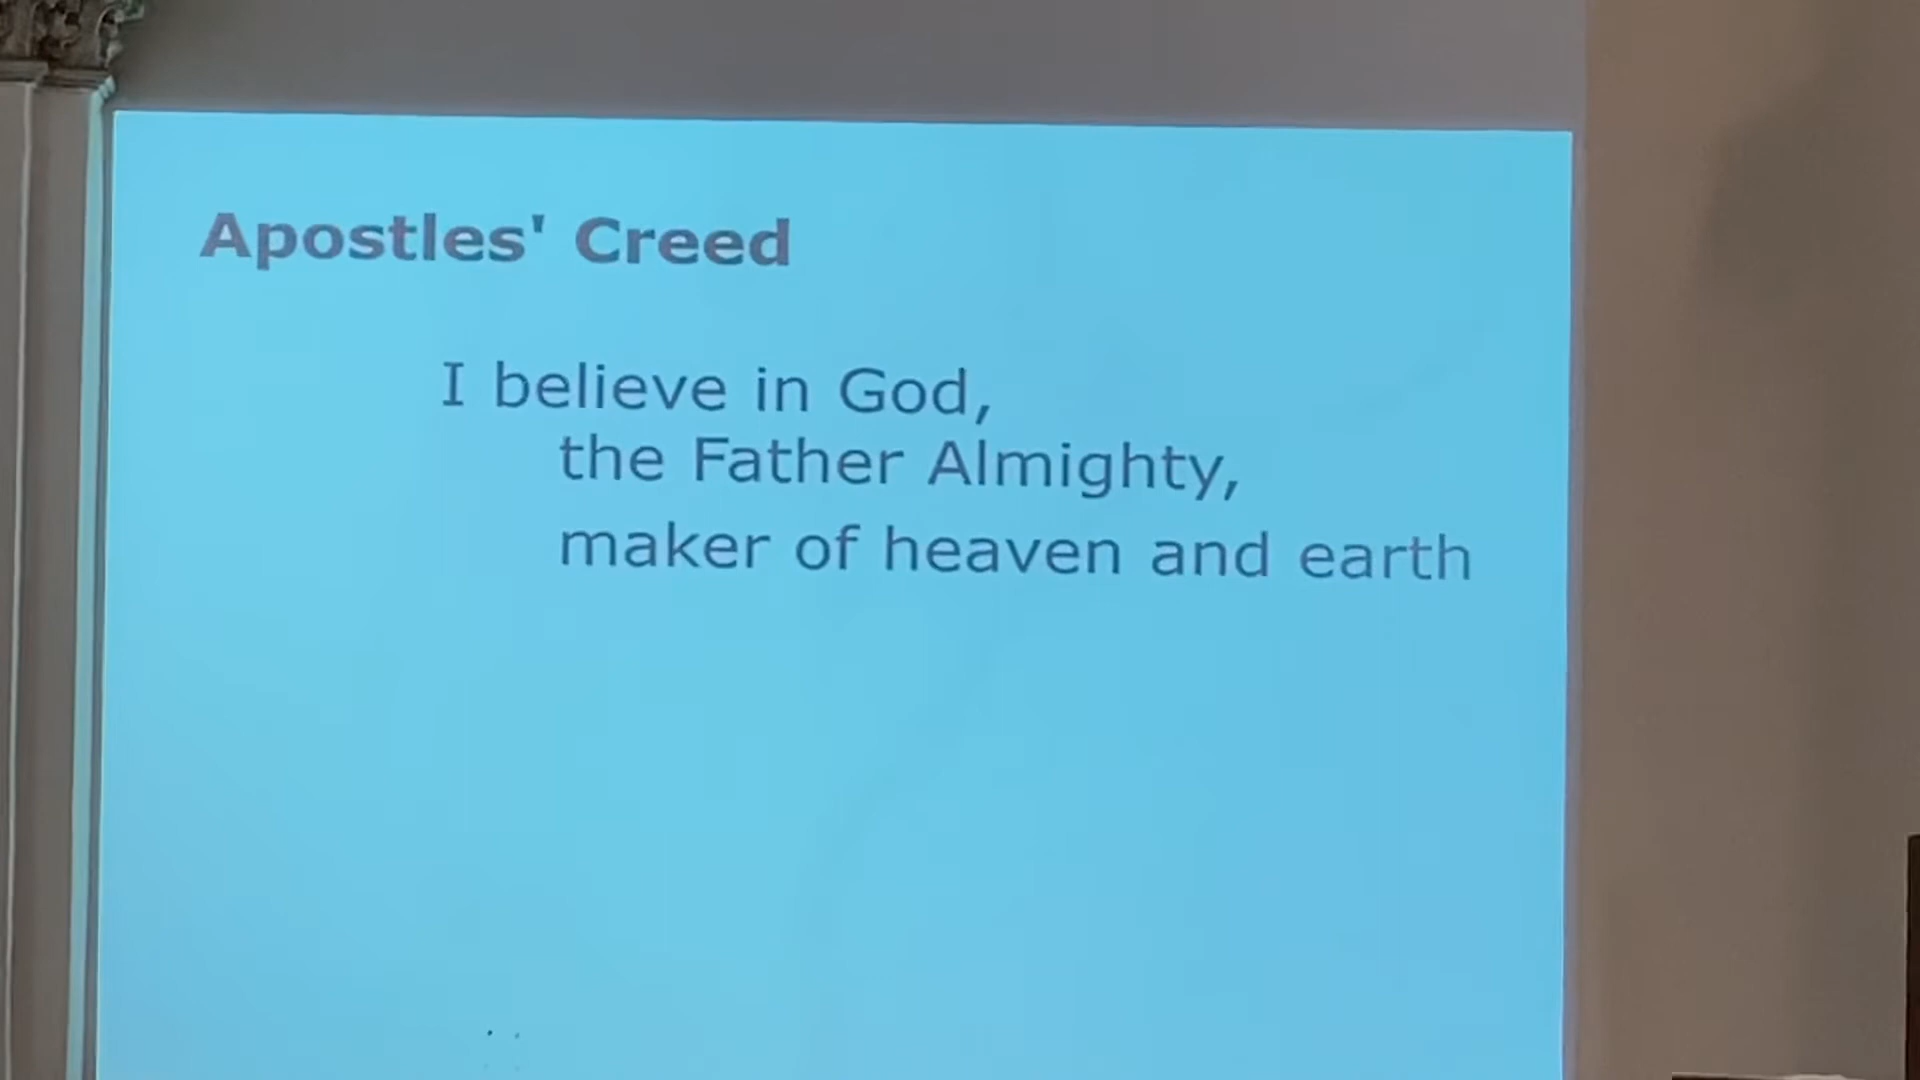 Apostles' Creed
I believe in God,
the Father Almighty,
maker of heaven and earth